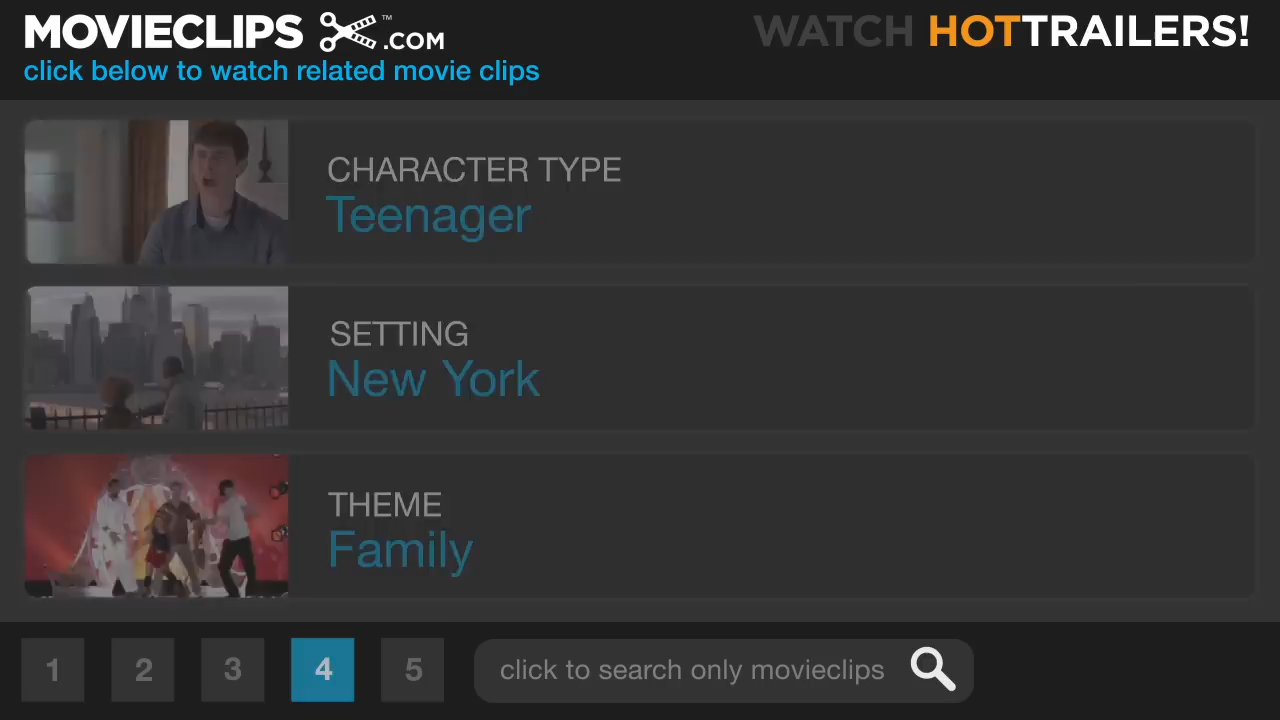 MOVIECLIPS ™ .COM
WATCH HOTTRAILERS!
click below to watch related movie clips
CHARACTER TYPE
Teenager
SETTING
New York
THEME
Family
1 2 3 4 5 click to search only movieclips